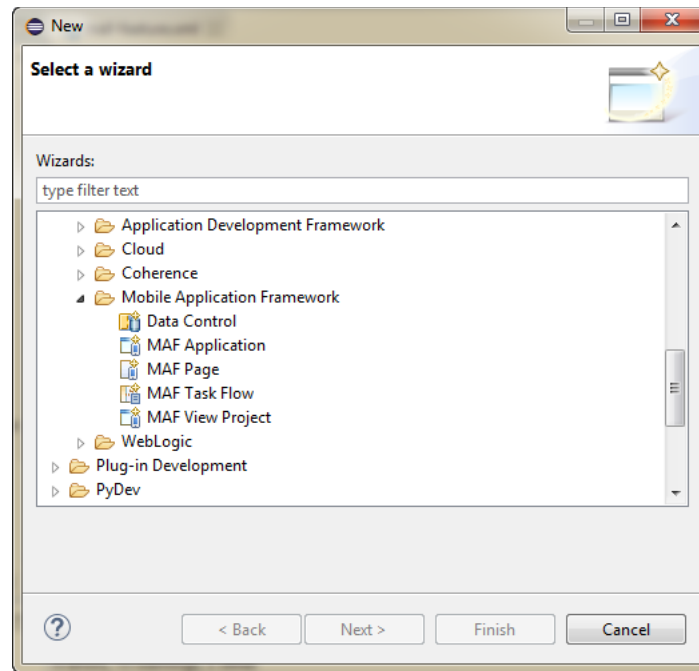 New
Select a wizard
Wizards:
type filter text
Application Development Framework
Cloud
Coherence
Mobile Application Framework
Data Control
MAF Application
MAF Page
MAF Task Flow
MAF View Project
WebLogic
Plug-in Development
PyDev
?
< Back Next > Finish Cancel